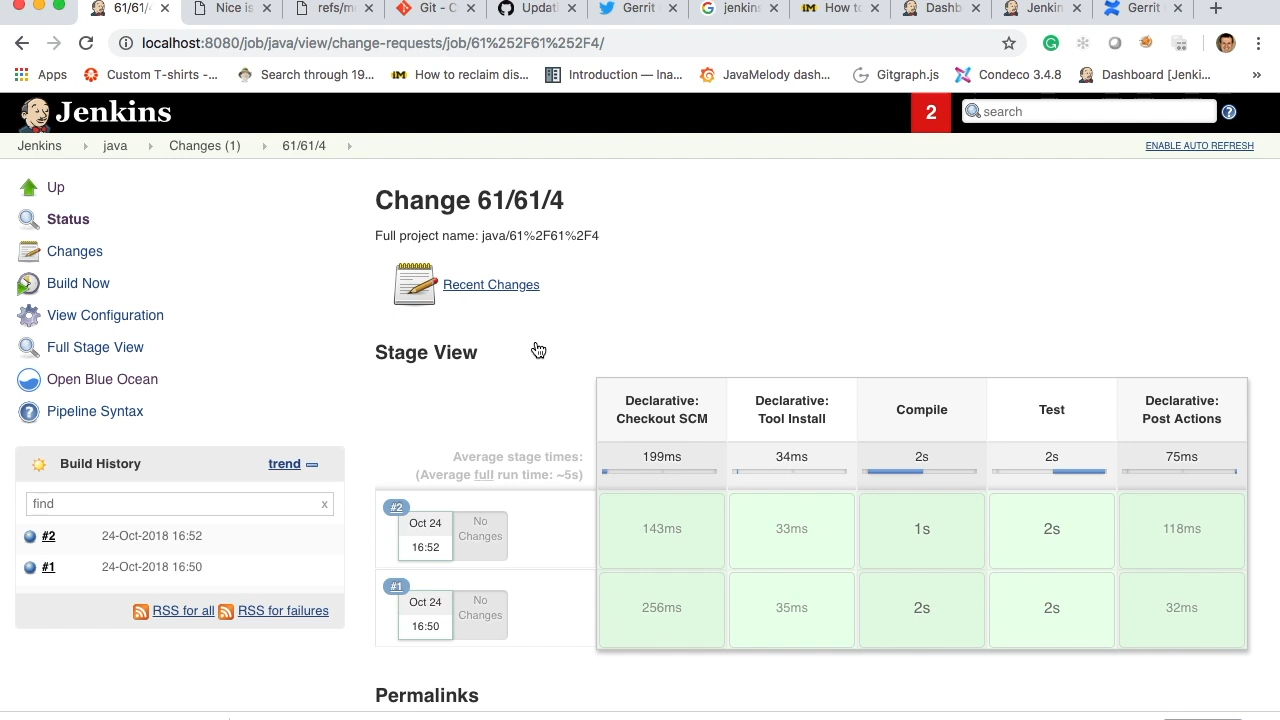 61/61/ × Nice is × refs/m × Git - C × Updati × Gerrit × jenkins × How to × Dashb × Jenkin × Gerrit × +
localhost:8080/job/java/view/change-requests/job/61%252F61%252F4/
Apps Custom T-shirts -... Search through 19... How to reclaim dis... Introduction — Ina... JavaMelody dash... Gitgraph.js Condeco 3.4.8 Dashboard [Jenki... »
Jenkins 2 search ?
Jenkins java Changes (1) 61/61/4 ENABLE AUTO REFRESH
Up
Status
Changes
Build Now
View Configuration
Full Stage View
Open Blue Ocean
Pipeline Syntax
Build History trend
find x
#2 24-Oct-2018 16:52
#1 24-Oct-2018 16:50
RSS for all RSS for failures
Change 61/61/4
Full project name: java/61%2F61%2F4
Recent Changes
Stage View
Declarative: Checkout SCM
Declarative: Tool Install
Compile
Test
Declarative: Post Actions
Average stage times:
(Average full run time: ~5s)
199ms 34ms 2s 2s 75ms
#2
Oct 24
16:52
No Changes
143ms 33ms 1s 2s 118ms
#1
Oct 24
16:50
No Changes
256ms 35ms 2s 2s 32ms
Permalinks